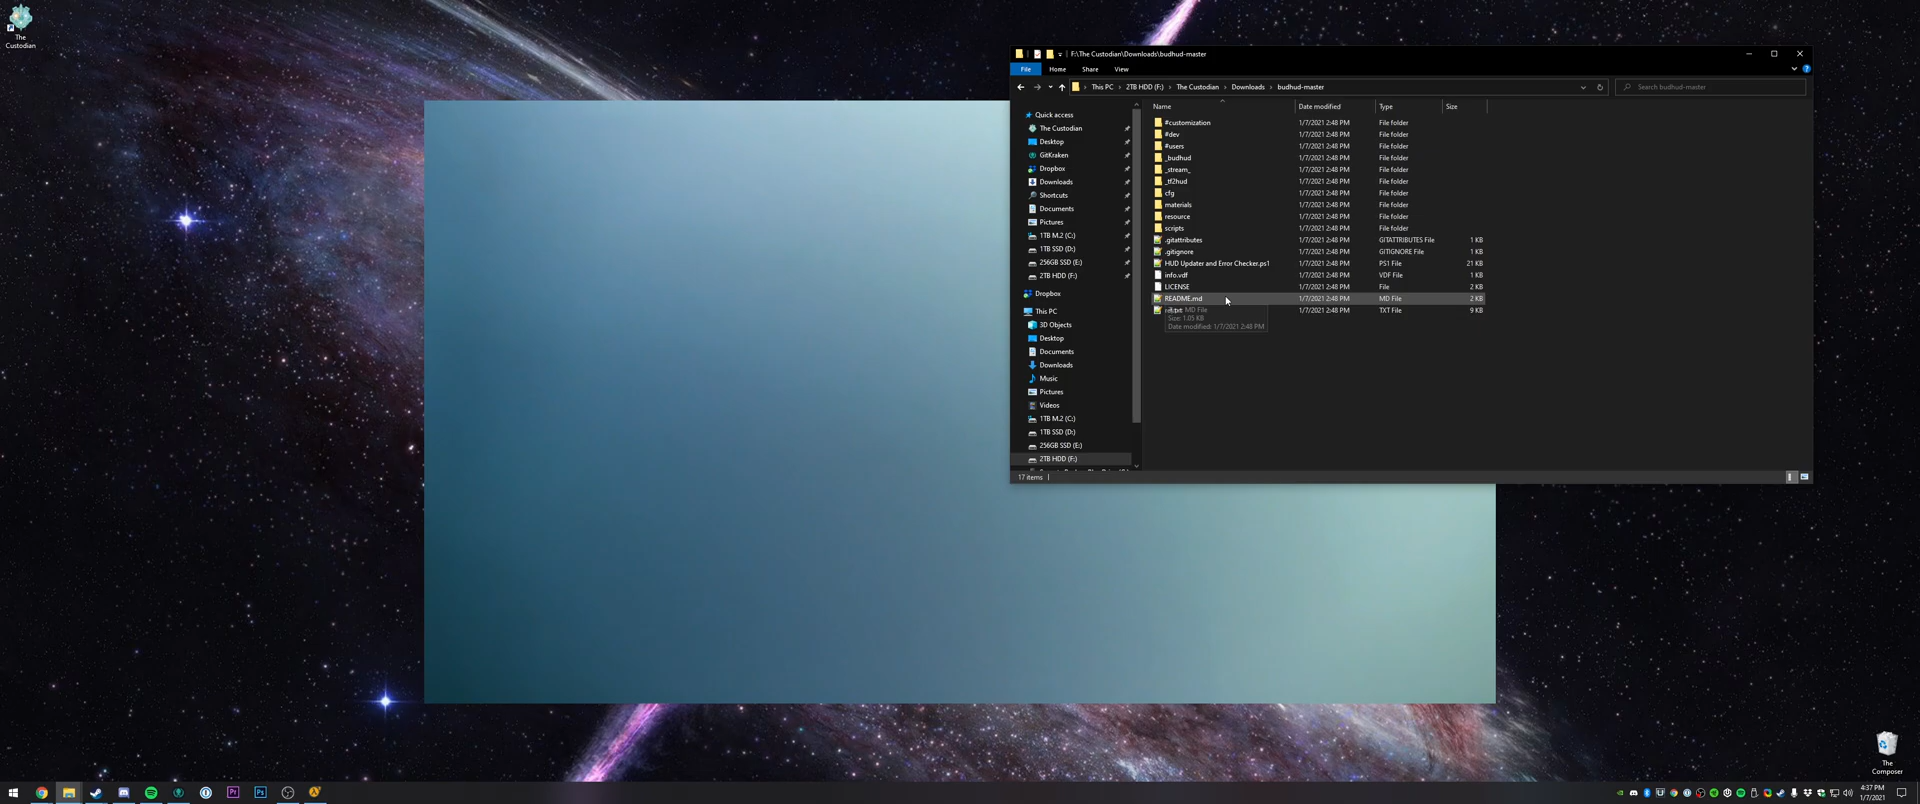 The
Custodian
F:\The Custodian\Downloads\budhud-master
File Home Share View
This PC 2TB HDD (F:) The Custodian Downloads budhud-master
Search budhud-master
Name Date modified Type Size
Quick access
The Custodian
Desktop
GitKraken
Dropbox
Downloads
Shortcuts
Documents
Pictures
1TB M.2 (C:)
1TB SSD (D:)
256GB SSD (E:)
2TB HDD (F:)
Dropbox
This PC
3D Objects
Desktop
Documents
Downloads
Music
Pictures
Videos
1TB M.2 (C:)
1TB SSD (D:)
256GB SSD (E:)
2TB HDD (F:)
#customization 1/7/2021 2:48 PM File folder
#dev 1/7/2021 2:48 PM File folder
#users 1/7/2021 2:48 PM File folder
_budhud 1/7/2021 2:48 PM File folder
_stream_ 1/7/2021 2:48 PM File folder
_tf2hud 1/7/2021 2:48 PM File folder
cfg 1/7/2021 2:48 PM File folder
materials 1/7/2021 2:48 PM File folder
resource 1/7/2021 2:48 PM File folder
scripts 1/7/2021 2:48 PM File folder
.gitattributes 1/7/2021 2:48 PM GITATTRIBUTES File 1 KB
.gitignore 1/7/2021 2:48 PM GITIGNORE File 1 KB
HUD Updater and Error Checker.ps1 1/7/2021 2:48 PM PS1 File 21 KB
info.vdf 1/7/2021 2:48 PM VDF File 1 KB
LICENSE 1/7/2021 2:48 PM File 2 KB
README.md 1/7/2021 2:48 PM MD File 2 KB
1/7/2021 2:48 PM TXT File 9 KB
MD File
Size: 1.05 KB
Date modified: 1/7/2021 2:48 PM
17 items
The
Composer
Pr
Ps
4:37 PM
1/7/2021